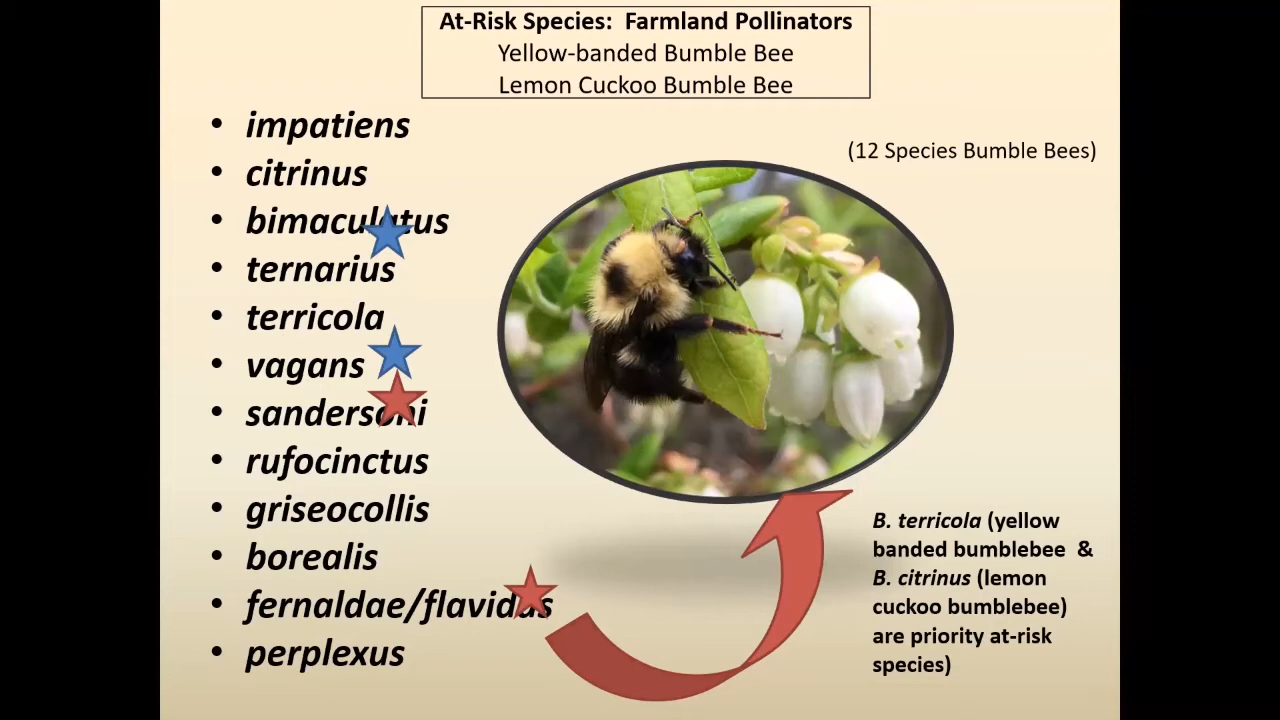 At-Risk Species: Farmland Pollinators
Yellow-banded Bumble Bee
Lemon Cuckoo Bumble Bee
(12 Species Bumble Bees)
• impatiens
• citrinus
• bimaculatus
• ternarius
• terricola
• vagans
• sandersoni
• rufocinctus
• griseocollis
• borealis
• fernaldae/flavidus
• perplexus
B. terricola (yellow
banded bumblebee &
B. citrinus (lemon
cuckoo bumblebee)
are priority at-risk
species)